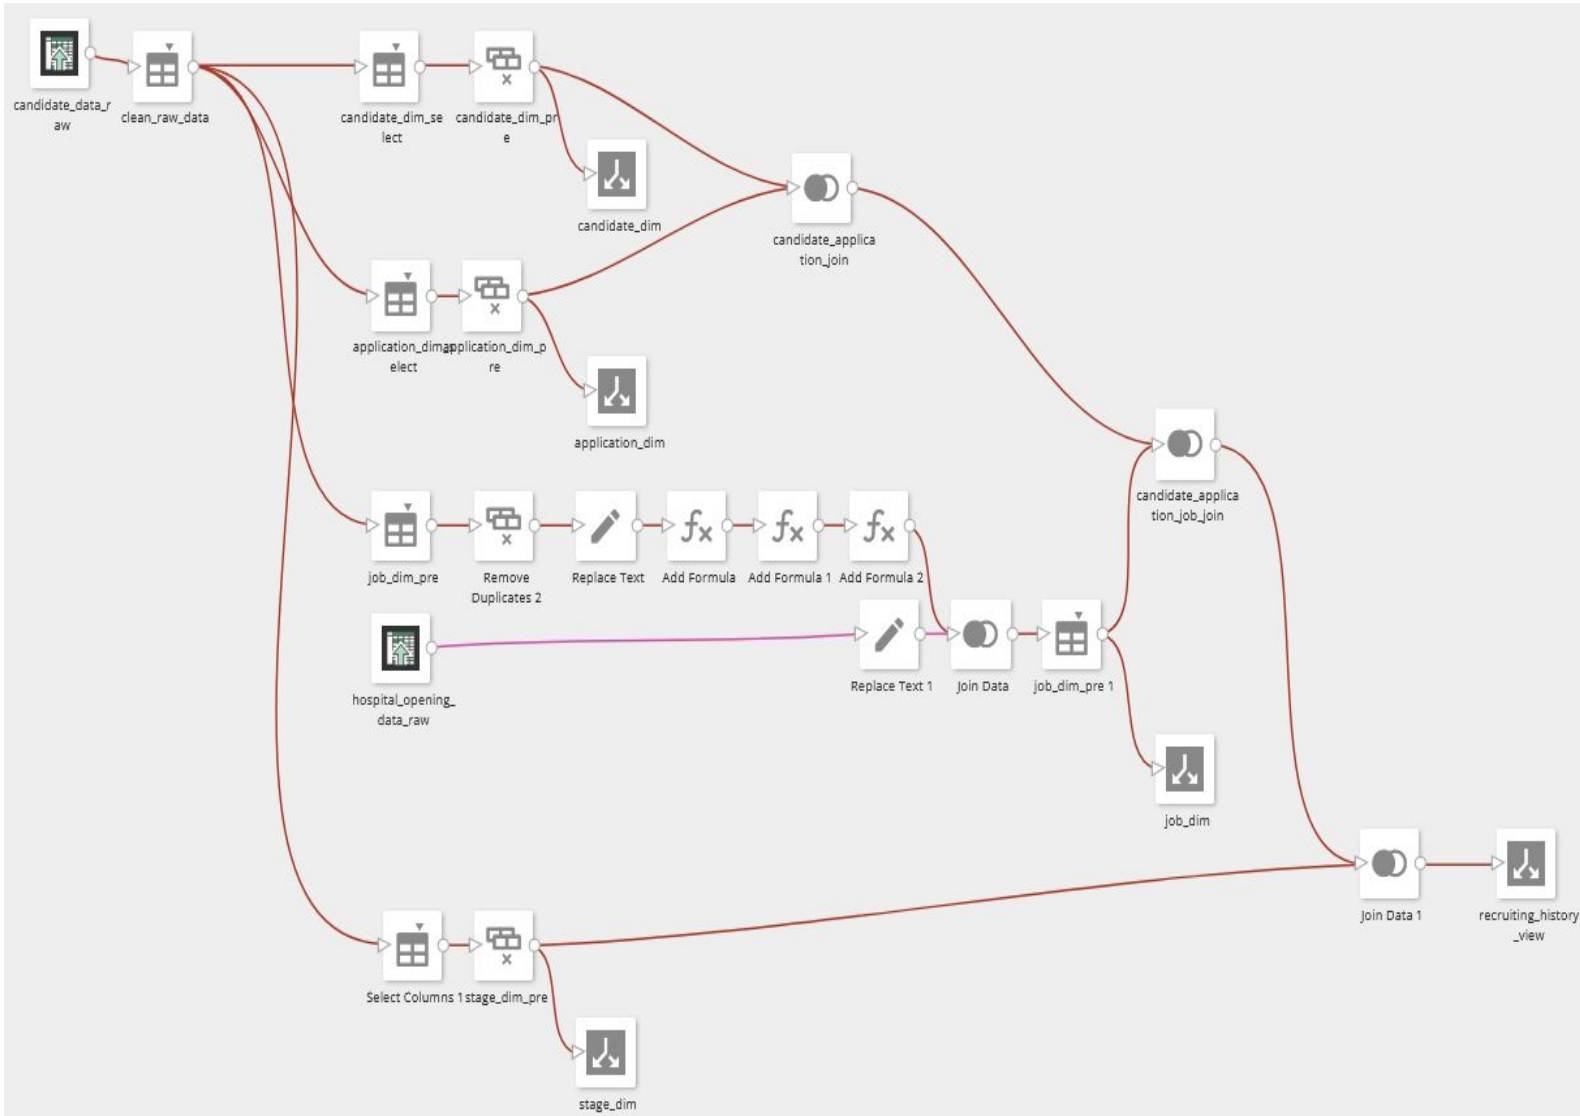 candidate_data_r
aw
clean_raw_data
candidate_dim_se
lect
candidate_dim_pr
e
candidate_dim
candidate_applica
tion_join
application_dim_s
elect
application_dim_p
re
application_dim
candidate_applica
tion_job_join
job_dim_pre
Remove
Duplicates 2
Replace Text
Add Formula
Add Formula 1
Add Formula 2
hospital_opening_
data_raw
Replace Text 1
Join Data
job_dim_pre 1
job_dim
Join Data 1
recruiting_history
_view
Select Columns 1
stage_dim_pre
stage_dim